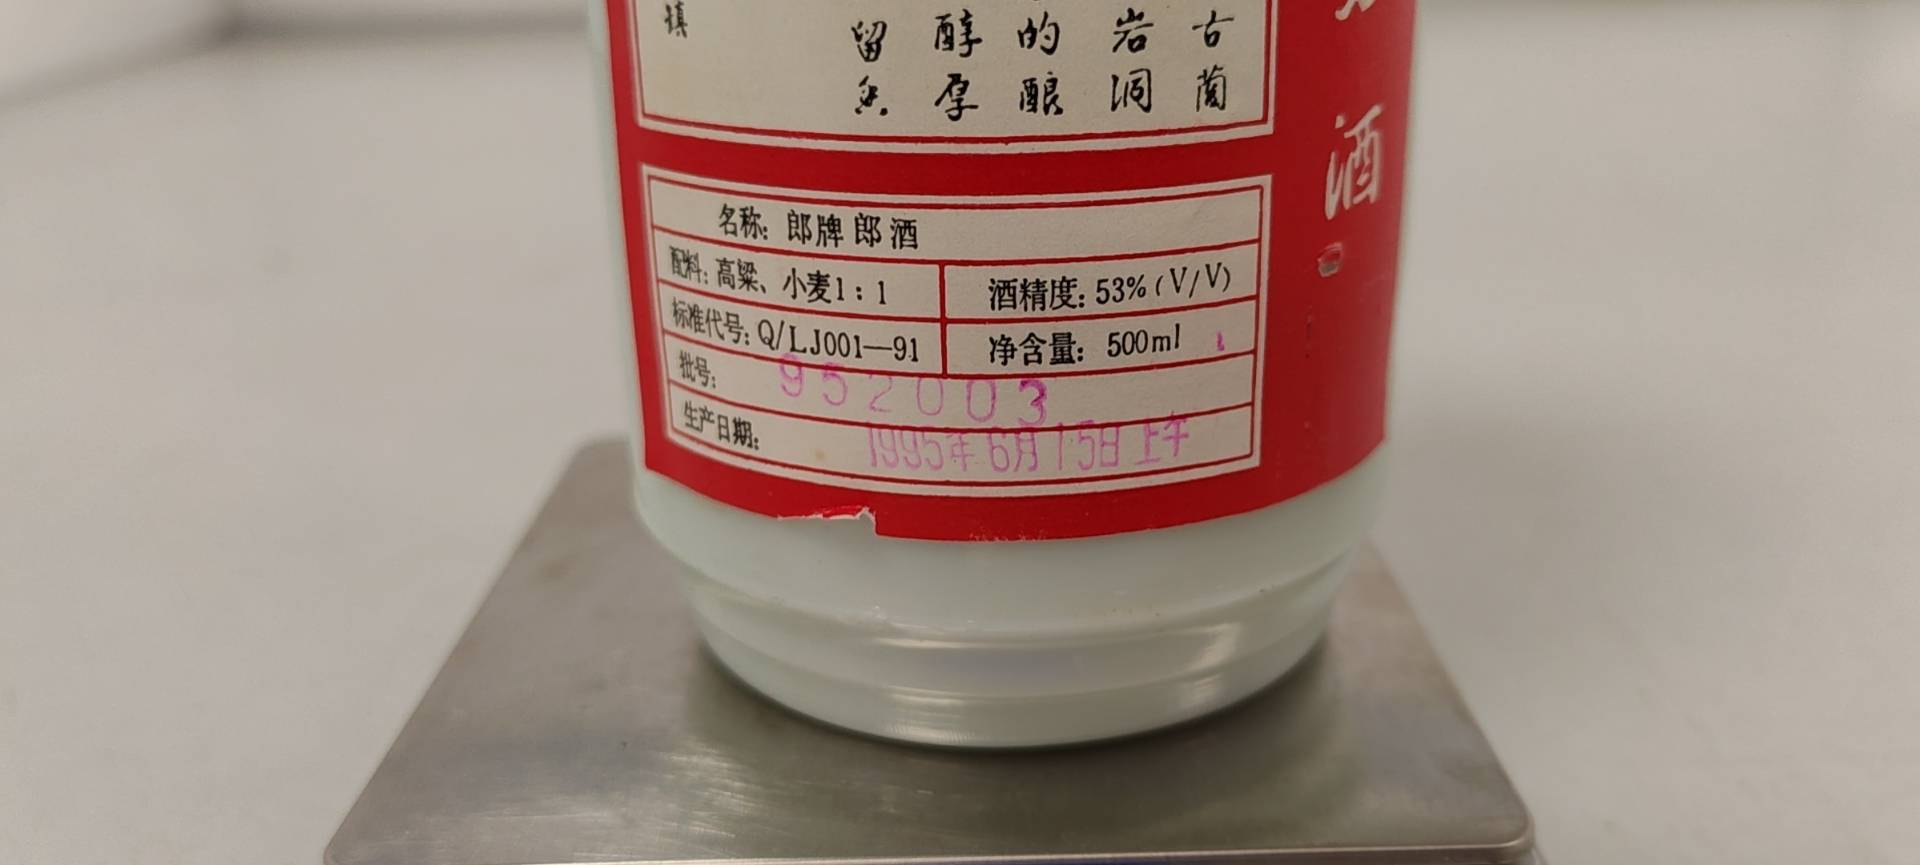 古蔺
岩洞
的酿
醇厚
留香
镇
酒
名称：郎牌郎酒
配料：高粱、小麦1：1
酒精度：53%（V/V）
标准代号：Q/LJ001—91
净含量：500ml
批号：952003
生产日期：1995年6月15日上午